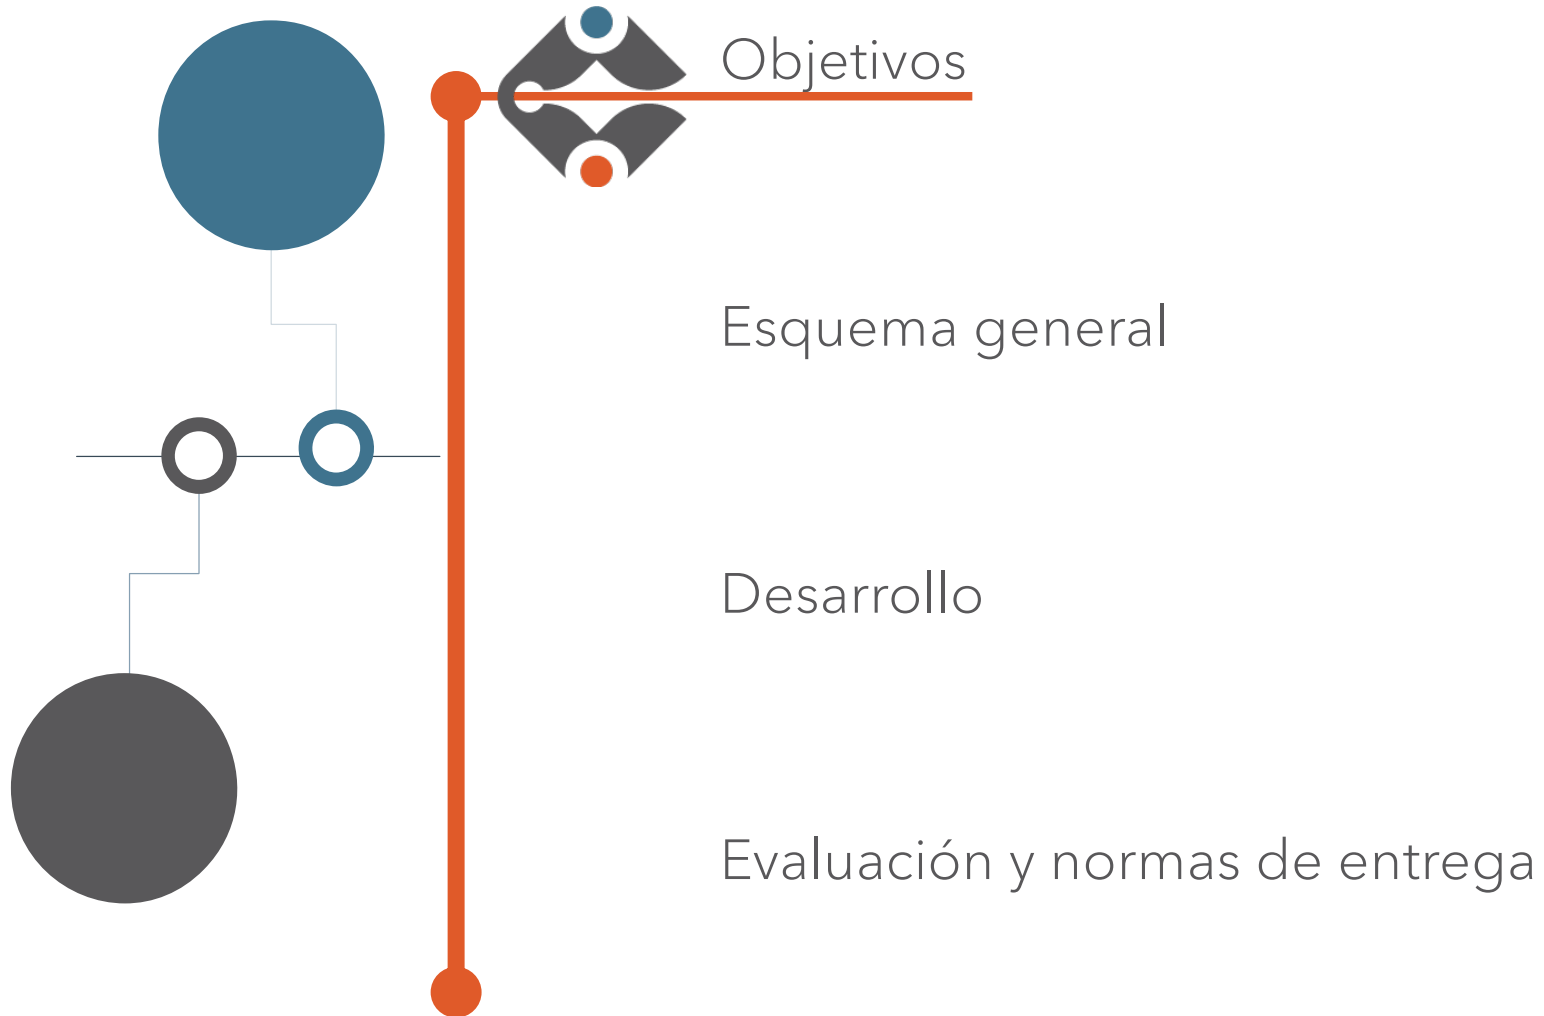 Objetivos
Esquema general
Desarrollo
Evaluación y normas de entrega